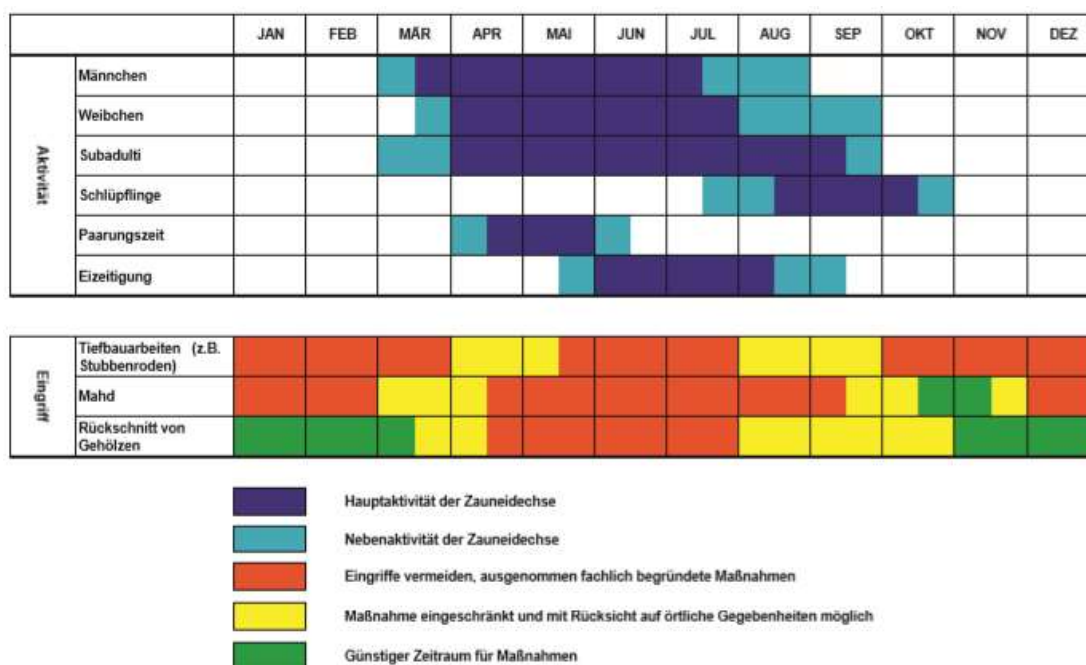 JAN FEB MÄR APR MAI JUN JUL AUG SEP OKT NOV DEZ
Aktivität
Männchen
Weibchen
Subadulti
Schlüpflinge
Paarungszeit
Eizeitigung
Eingriff
Tiefbauarbeiten (z.B.
Stubbenroden)
Mahd
Rückschnitt von
Gehölzen
Hauptaktivität der Zauneidechse
Nebenaktivität der Zauneidechse
Eingriffe vermeiden, ausgenommen fachlich begründete Maßnahmen
Maßnahme eingeschränkt und mit Rücksicht auf örtliche Gegebenheiten möglich
Günstiger Zeitraum für Maßnahmen